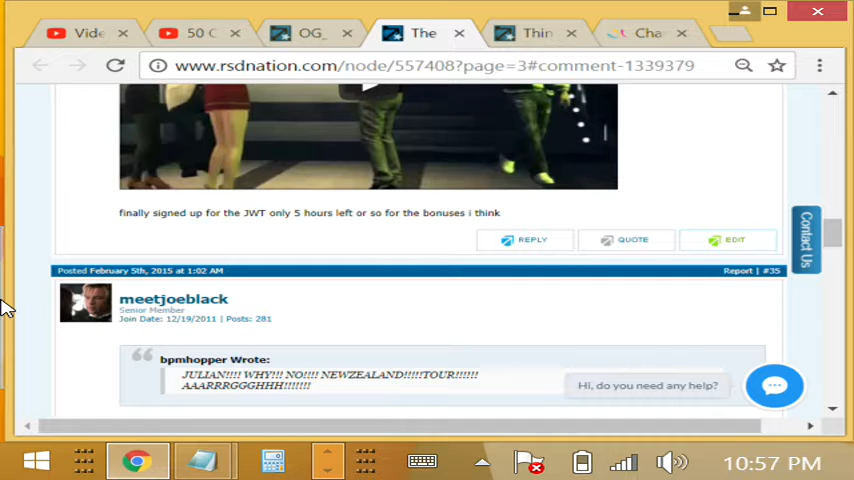 Vide
50 C
OG_
The
Thin
Cha
www.rsdnation.com/node/557408?page=3#comment-1339379
finally signed up for the JWT only 5 hours left or so for the bonuses i think
REPLY
QUOTE
EDIT
Contact Us
Posted February 5th, 2015 at 1:02 AM
Report | #35
meetjoeblack
Senior Member
Join Date: 12/19/2011 | Posts: 281
bpmhopper Wrote:
JULIAN!!!! WHY!!! NO!!!! NEWZEALAND!!!!!TOUR!!!!!!
AAARRRGGGHHH!!!!!!!
Hi, do you need any help?
10:57 PM